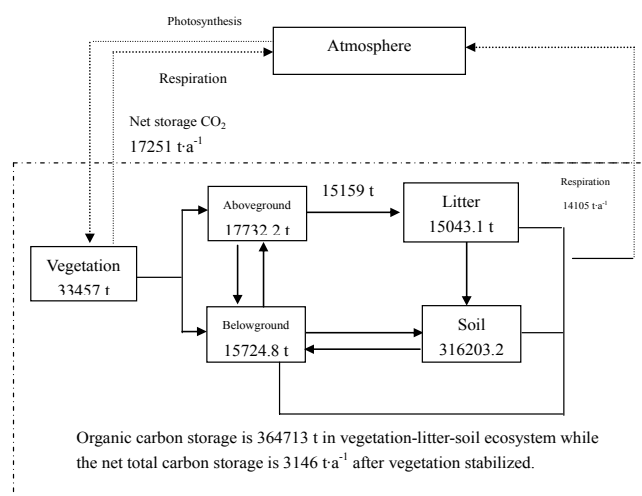 Photosynthesis
Atmosphere
Respiration
Net storage CO₂
17251 t·a⁻¹
Respiration
14105 t·a⁻¹
15159 t
Aboveground
17732.2 t
Litter
15043.1 t
Vegetation
33457 t
Belowground
15724.8 t
Soil
316203.2
Organic carbon storage is 364713 t in vegetation-litter-soil ecosystem while
the net total carbon storage is 3146 t·a⁻¹ after vegetation stabilized.